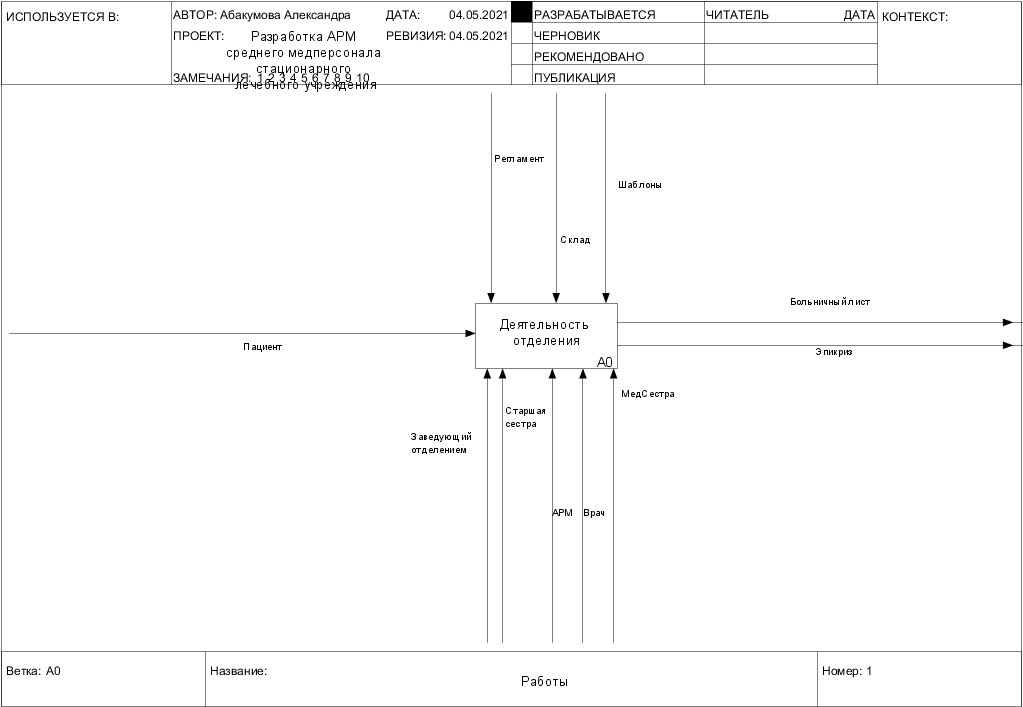 ИСПОЛЬЗУЕТСЯ В:
АВТОР: Абакумова Александра
ДАТА: 04.05.2021
РАЗРАБАТЫВАЕТСЯ
ЧИТАТЕЛЬ
ДАТА
КОНТЕКСТ:
ПРОЕКТ: Разработка АРМ
среднего медперсонала
стационарного
лечебного учреждения
РЕВИЗИЯ: 04.05.2021
ЧЕРНОВИК
РЕКОМЕНДОВАНО
ЗАМЕЧАНИЯ: 1 2 3 4 5 6 7 8 9 10
ПУБЛИКАЦИЯ
Регламент
Шаблоны
Склад
Больничный лист
Деятельность
отделения
A0
Пациент
Эпикриз
МедСестра
Старшая
сестра
Заведующий
отделением
АРМ
Врач
Ветка: A0
Название:
Работы
Номер: 1